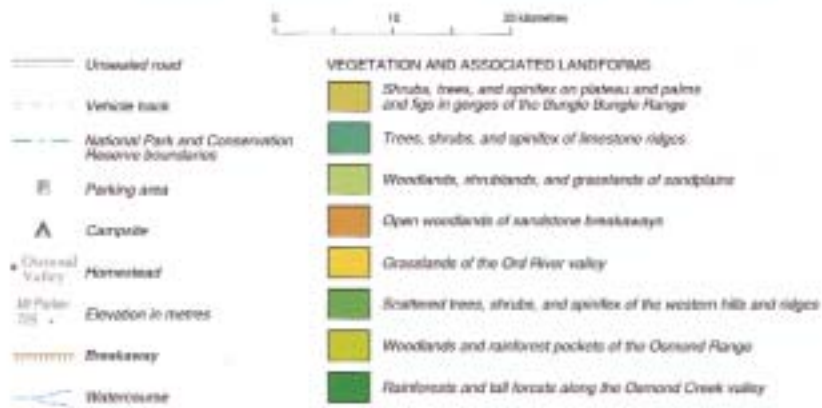 0 10 20 kilometres
Unsealed road
Vehicle track
National Park and Conservation
Reserve boundaries
P
Parking area
Campsite
Osmond
Valley
Homestead
Mt Parker
Elevation in metres
Breakaway
Watercourse
VEGETATION AND ASSOCIATED LANDFORMS
Shrubs, trees, and spinifex on plateau and palms
and figs in gorges of the Bungle Bungle Range
Trees, shrubs, and spinifex of limestone ridges
Woodlands, shrublands, and grasslands of sandplains
Open woodlands of sandstone breakaways
Grasslands of the Ord River valley
Scattered trees, shrubs, and spinifex of the western hills and ridges
Woodlands and rainforest pockets of the Osmond Range
Rainforests and tall forests along the Osmond Creek valley